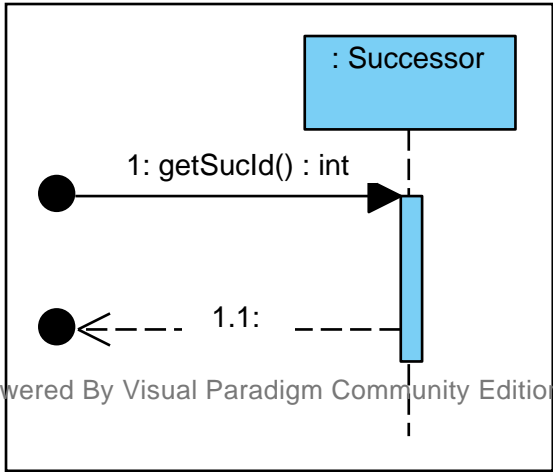 : Successor
1: getSucId() : int
1.1:
wered By Visual Paradigm Community Edition